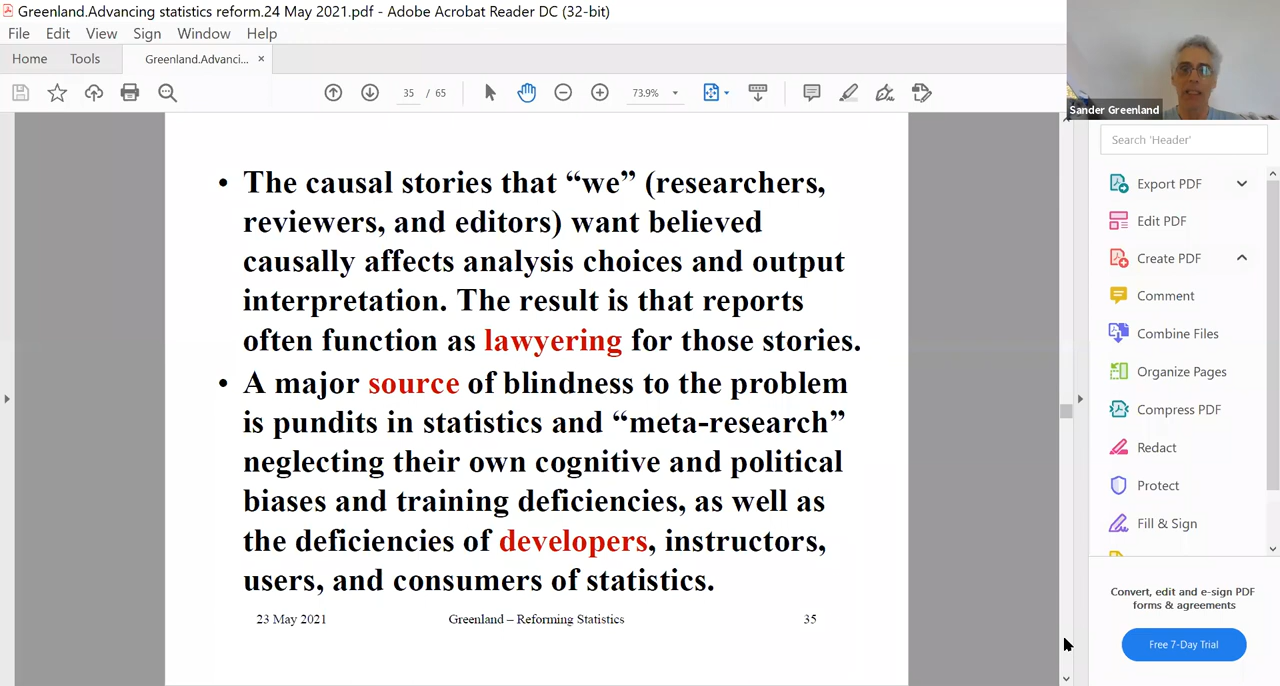 Greenland.Advancing statistics reform.24 May 2021.pdf - Adobe Acrobat Reader DC (32-bit)
File Edit View Sign Window Help
Home Tools Greenland.Advanci... ×
35 / 65 73.9%
Sander Greenland
• The causal stories that “we” (researchers,
reviewers, and editors) want believed
causally affects analysis choices and output
interpretation. The result is that reports
often function as lawyering for those stories.
• A major source of blindness to the problem
is pundits in statistics and “meta-research”
neglecting their own cognitive and political
biases and training deficiencies, as well as
the deficiencies of developers, instructors,
users, and consumers of statistics.
23 May 2021 Greenland – Reforming Statistics 35
Search 'Header'
Export PDF
Edit PDF
Create PDF
Comment
Combine Files
Organize Pages
Compress PDF
Redact
Protect
Fill & Sign
Convert, edit and e-sign PDF
forms & agreements
Free 7-Day Trial